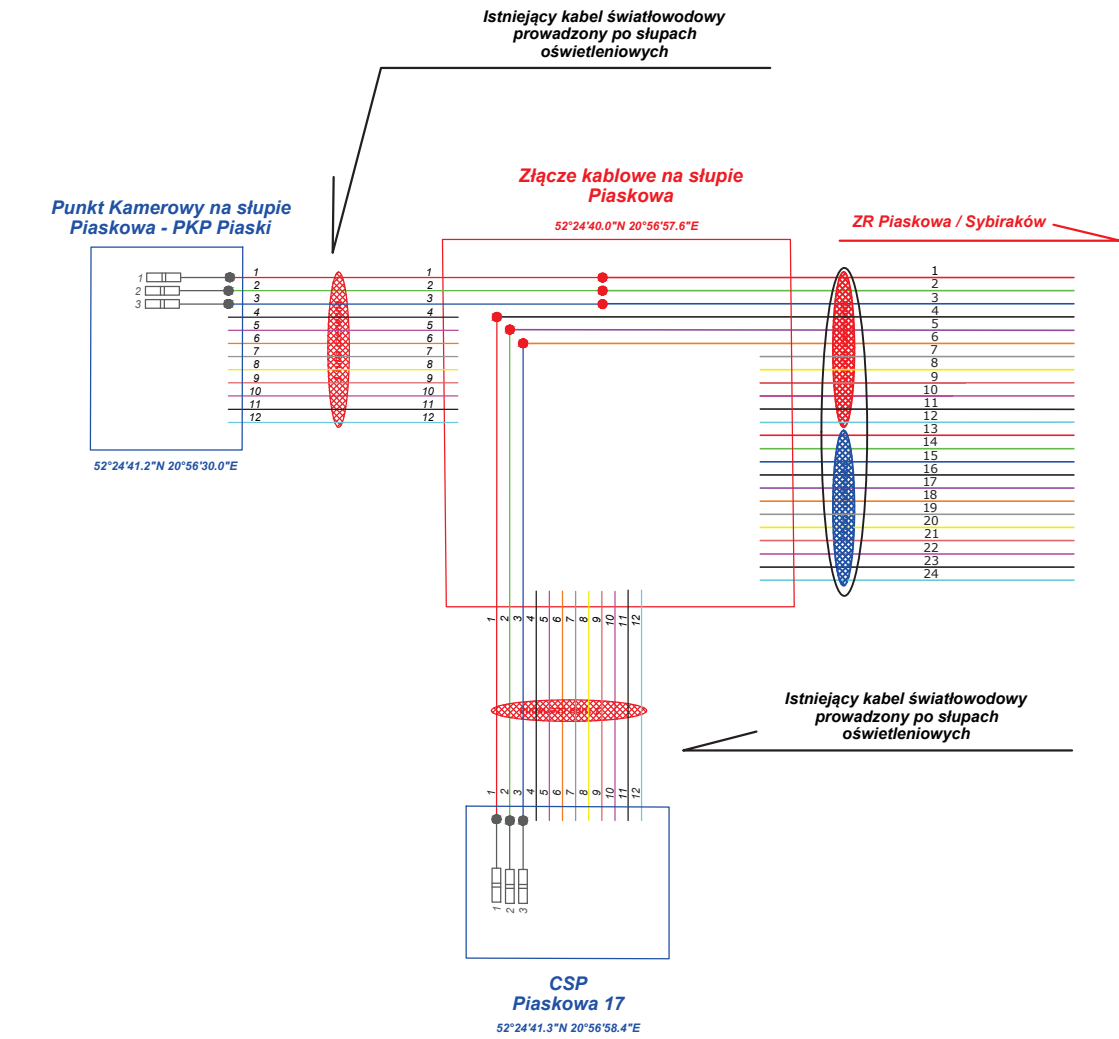 Istniejący kabel światłowodowy
prowadzony po słupach
oświetleniowych
Złącze kablowe na słupie
Piaskowa
52°24'40.0"N 20°56'57.6"E
Punkt Kamerowy na słupie
Piaskowa - PKP Piaski
ZR Piaskowa / Sybiraków
1
2
3
1
2
3
4
5
6
7
8
9
10
11
12
1
2
3
4
5
6
7
8
9
10
11
12
1
2
3
4
5
6
7
8
9
10
11
12
13
14
15
16
17
18
19
20
21
22
23
24
52°24'41.2"N 20°56'30.0"E
1 2 3 4 5 6 7 8 9 10 11 12
Istniejący kabel światłowodowy
prowadzony po słupach
oświetleniowych
1 2 3 4 5 6 7 8 9 10 11 12
1 2 3
CSP
Piaskowa 17
52°24'41.3"N 20°56'58.4"E